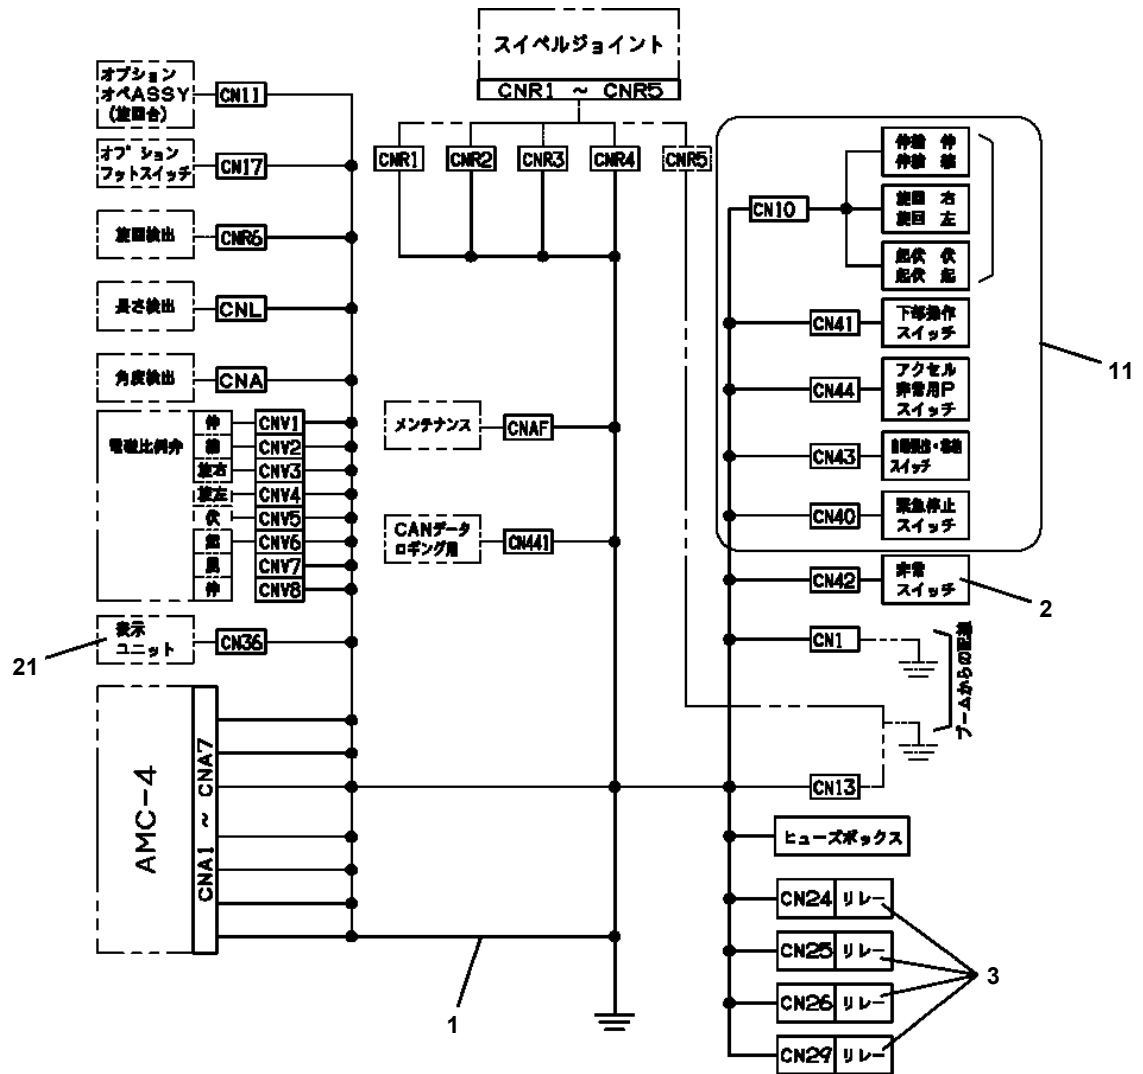 スイベルジョイント
CNR1 ~ CNR5
オプション
オペASSY
(旋回台)
CN11
オプション
フットスイッチ
CN17
旋回検出
CNR6
長さ検出
CNL
角度検出
CNA
電磁比例弁
伸
CNV1
縮
CNV2
旋右
CNV3
旋左
CNV4
伏
CNV5
起
CNV6
CNV7
伸
CNV8
21
表示
ユニット
CN36
AMC-4
CNA1 ~ CNA7
1
CNR1
CNR2
CNR3
CNR4
CNR5
メンテナンス
CNAF
CANデータ
ロギング用
CN441
CN10
伸縮 伸
伸縮 縮
旋回 右
旋回 左
起伏 伏
起伏 起
CN41
下部操作
スイッチ
11
CN44
アクセル
非常用P
スイッチ
CN43
スイッチ
CN40
緊急停止
スイッチ
CN42
非常
スイッチ
2
CN1
ブームからの配線
CN13
ヒューズボックス
CN24 リレー
CN25 リレー
CN26 リレー
CN29 リレー
3